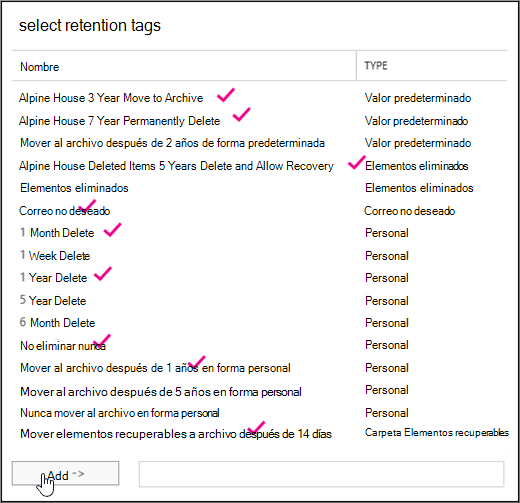 select retention tags
Nombre TYPE
Alpine House 3 Year Move to Archive Valor predeterminado
Alpine House 7 Year Permanently Delete Valor predeterminado
Mover al archivo después de 2 años de forma predeterminada Valor predeterminado
Alpine House Deleted Items 5 Years Delete and Allow Recovery Elementos eliminados
Elementos eliminados Elementos eliminados
Correo no deseado Correo no deseado
1 Month Delete Personal
1 Week Delete Personal
1 Year Delete Personal
5 Year Delete Personal
6 Month Delete Personal
No eliminar nunca Personal
Mover al archivo después de 1 años en forma personal Personal
Mover al archivo después de 5 años en forma personal Personal
Nunca mover al archivo en forma personal Personal
Mover elementos recuperables a archivo después de 14 días Carpeta Elementos recuperables
Add ->